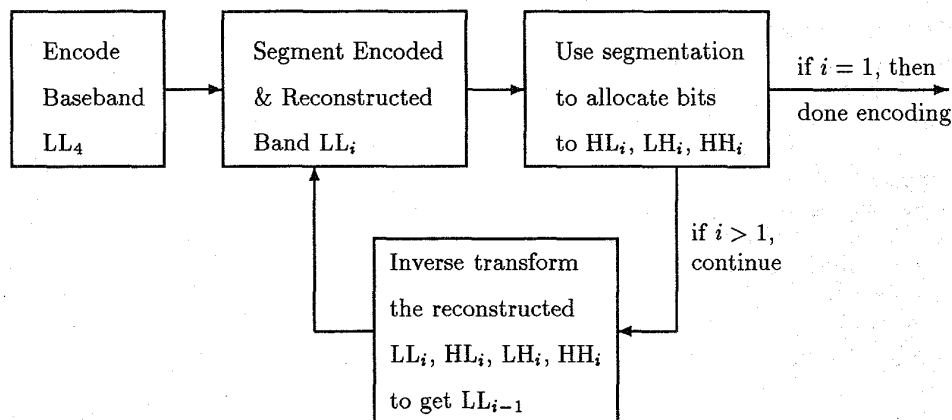 Encode
Baseband
LL₄
Segment Encoded
& Reconstructed
Band LLᵢ
Use segmentation
to allocate bits
to HLᵢ, LHᵢ, HHᵢ
if i = 1, then
done encoding
if i > 1,
continue
Inverse transform
the reconstructed
LLᵢ, HLᵢ, LHᵢ, HHᵢ
to get LLᵢ₋₁